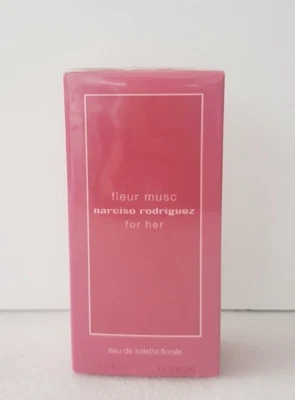 fleur musc
narciso rodriguez
for her
eau de toilette florale